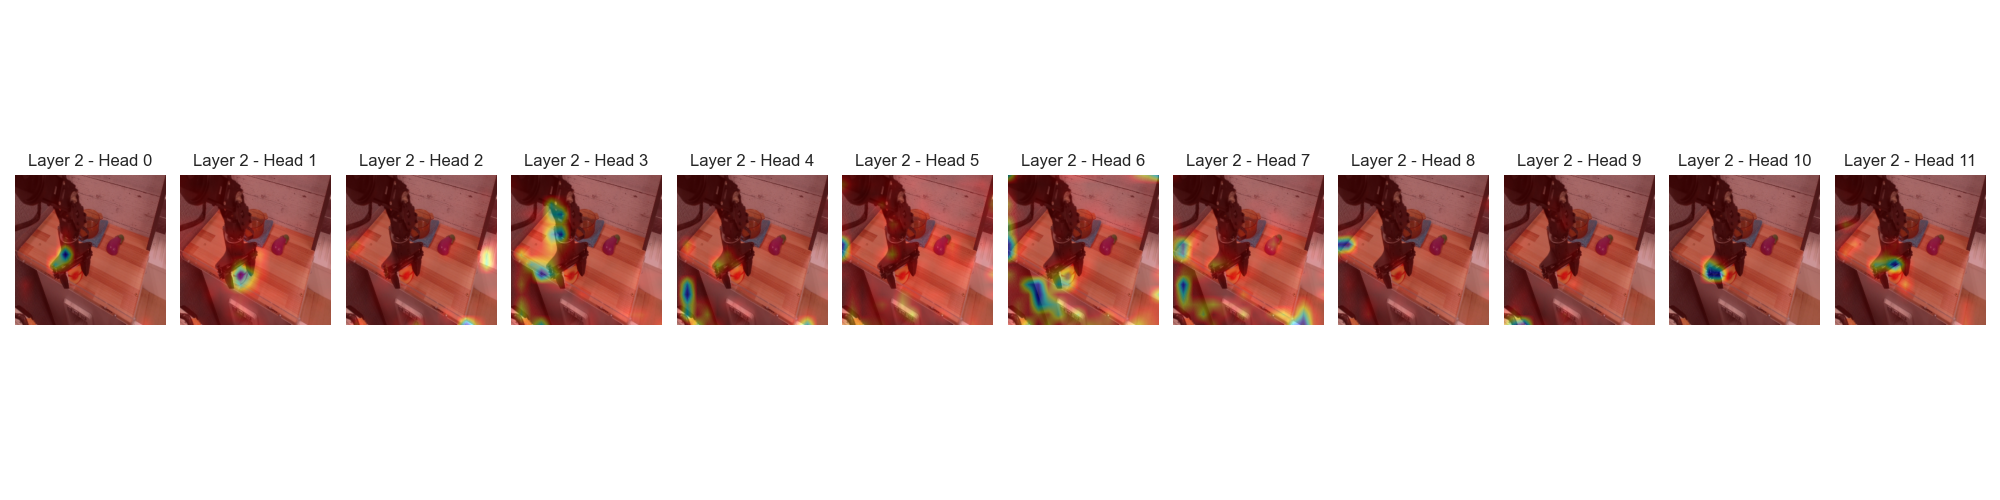 Layer 2 - Head 0
Layer 2 - Head 1
Layer 2 - Head 2
Layer 2 - Head 3
Layer 2 - Head 4
Layer 2 - Head 5
Layer 2 - Head 6
Layer 2 - Head 7
Layer 2 - Head 8
Layer 2 - Head 9
Layer 2 - Head 10
Layer 2 - Head 11